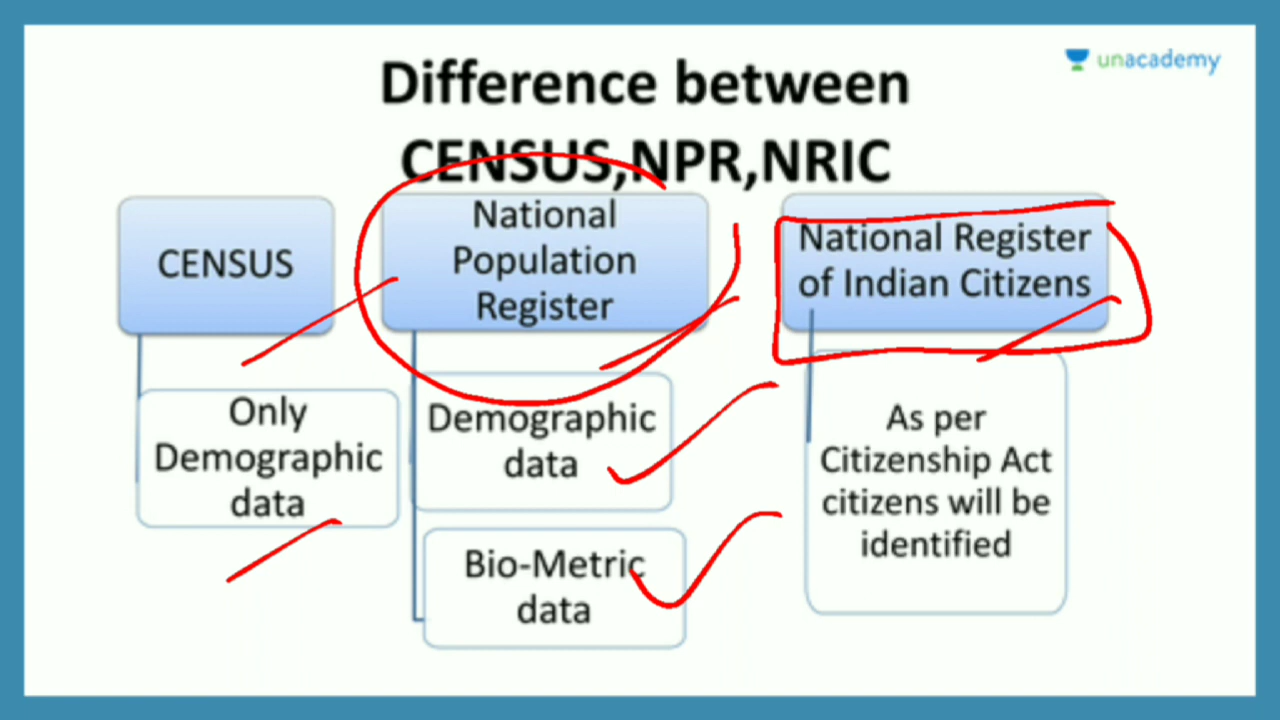 unacademy
Difference between
CENSUS,NPR,NRIC
CENSUS
Only
Demographic
data
National
Population
Register
Demographic
data
Bio-Metric
data
National Register
of Indian Citizens
As per
Citizenship Act
citizens will be
identified